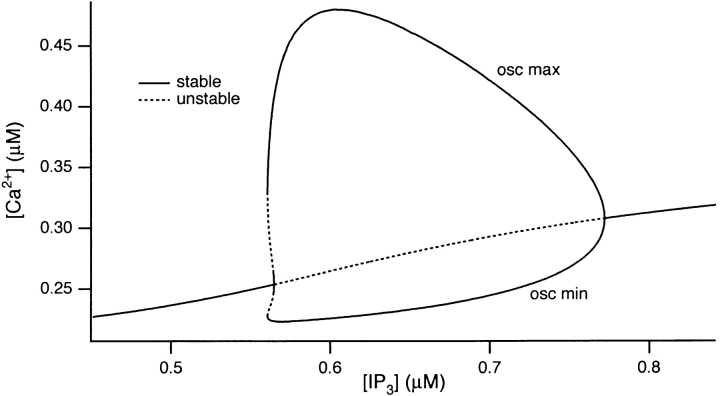 0.45
0.40
0.35
0.30
0.25
[Ca²⁺] (μM)
stable
unstable
osc max
osc min
0.5
0.6
0.7
0.8
[IP₃] (μM)